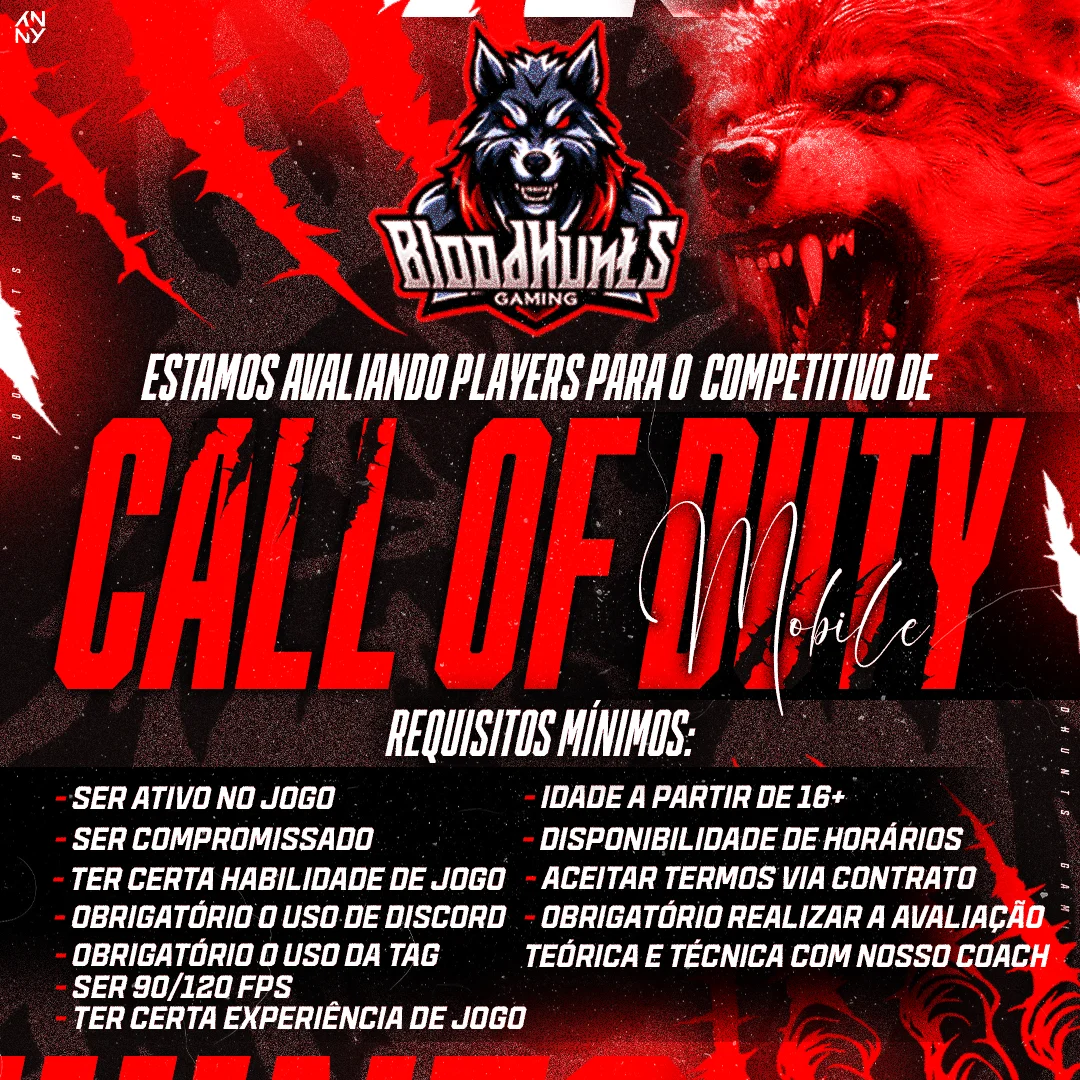 ANNY
BLOODHUNTS
GAMING
ESTAMOS AVALIANDO PLAYERS PARA O COMPETITIVO DE
CALL OF DUTY
Mobile
REQUISITOS MÍNIMOS:
- SER ATIVO NO JOGO
- SER COMPROMISSADO
- TER CERTA HABILIDADE DE JOGO
- OBRIGATÓRIO O USO DE DISCORD
- OBRIGATÓRIO O USO DA TAG
- SER 90/120 FPS
- TER CERTA EXPERIÊNCIA DE JOGO
- IDADE A PARTIR DE 16+
- DISPONIBILIDADE DE HORÁRIOS
- ACEITAR TERMOS VIA CONTRATO
- OBRIGATÓRIO REALIZAR A AVALIAÇÃO
TEÓRICA E TÉCNICA COM NOSSO COACH